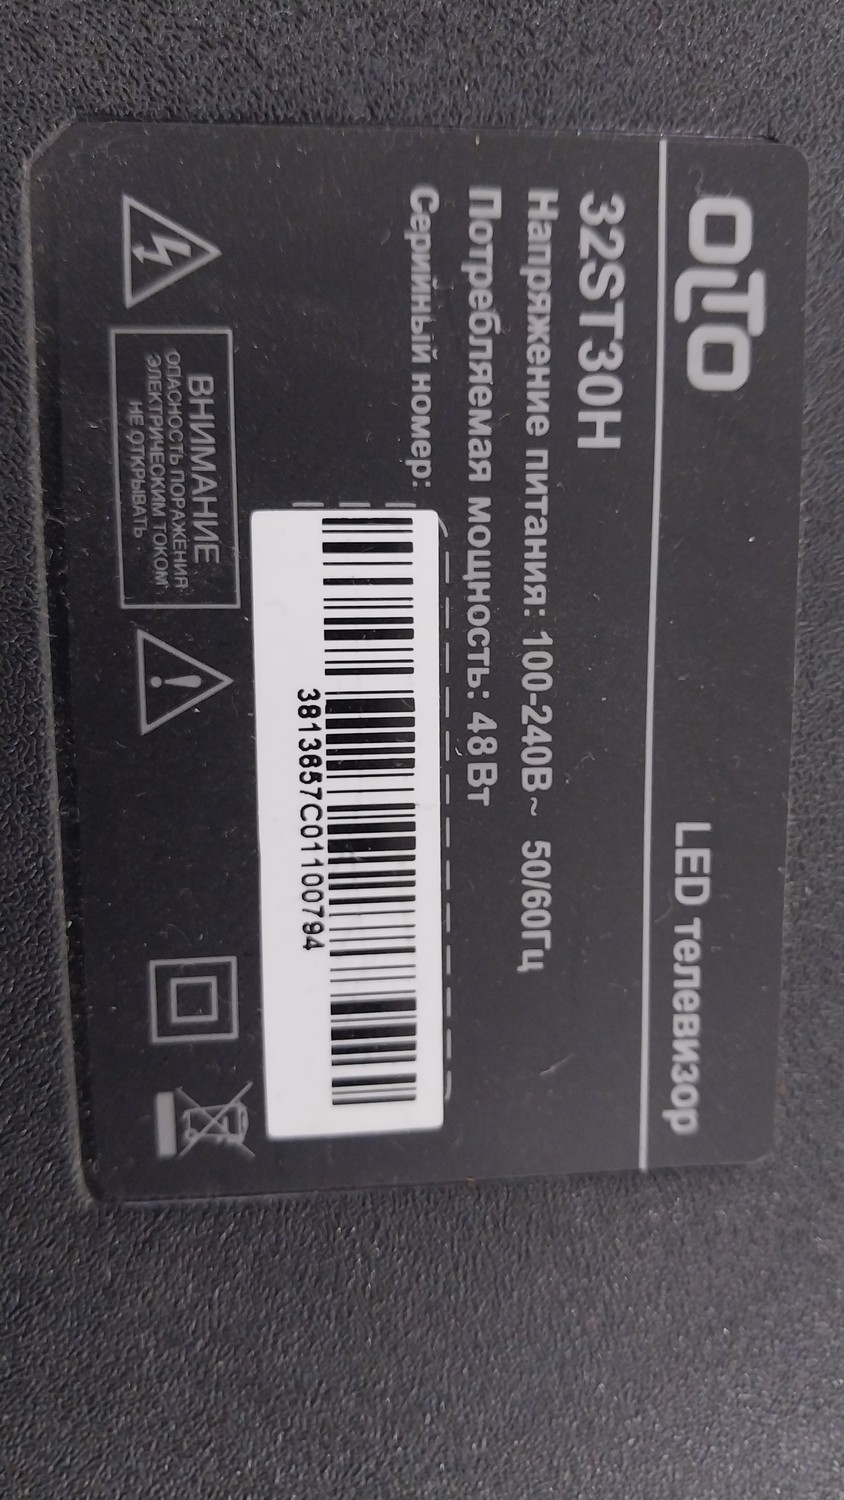 OLTO
LED телевизор
32ST30H
Напряжение питания: 100-240В~ 50/60Гц
Потребляемая мощность: 48Вт
Серийный номер:
3813657C01100794
ВНИМАНИЕ
ОПАСНОСТЬ ПОРАЖЕНИЯ
ЭЛЕКТРИЧЕСКИМ ТОКОМ
НЕ ОТКРЫВАТЬ